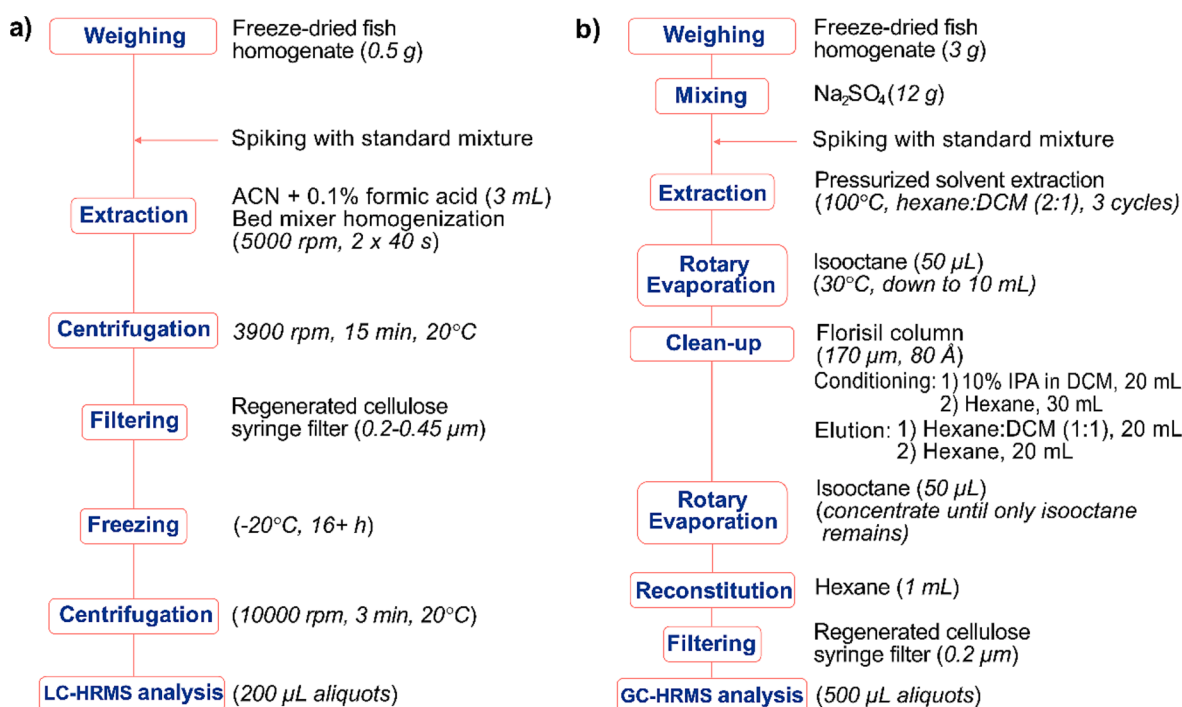 a)
Weighing
Freeze-dried fish
homogenate (0.5 g)
Spiking with standard mixture
Extraction
ACN + 0.1% formic acid (3 mL)
Bed mixer homogenization
(5000 rpm, 2 x 40 s)
Centrifugation
3900 rpm, 15 min, 20°C
Filtering
Regenerated cellulose
syringe filter (0.2-0.45 µm)
Freezing
(-20°C, 16+ h)
Centrifugation
(10000 rpm, 3 min, 20°C)
LC-HRMS analysis
(200 µL aliquots)
b)
Weighing
Freeze-dried fish
homogenate (3 g)
Mixing
Na₂SO₄ (12 g)
Spiking with standard mixture
Extraction
Pressurized solvent extraction
(100°C, hexane:DCM (2:1), 3 cycles)
Rotary
Evaporation
Isooctane (50 µL)
(30°C, down to 10 mL)
Clean-up
Florisil column
(170 µm, 80 Å)
Conditioning: 1) 10% IPA in DCM, 20 mL
2) Hexane, 30 mL
Elution: 1) Hexane:DCM (1:1), 20 mL
2) Hexane, 20 mL
Rotary
Evaporation
Isooctane (50 µL)
(concentrate until only isooctane
remains)
Reconstitution
Hexane (1 mL)
Filtering
Regenerated cellulose
syringe filter (0.2 µm)
GC-HRMS analysis
(500 µL aliquots)